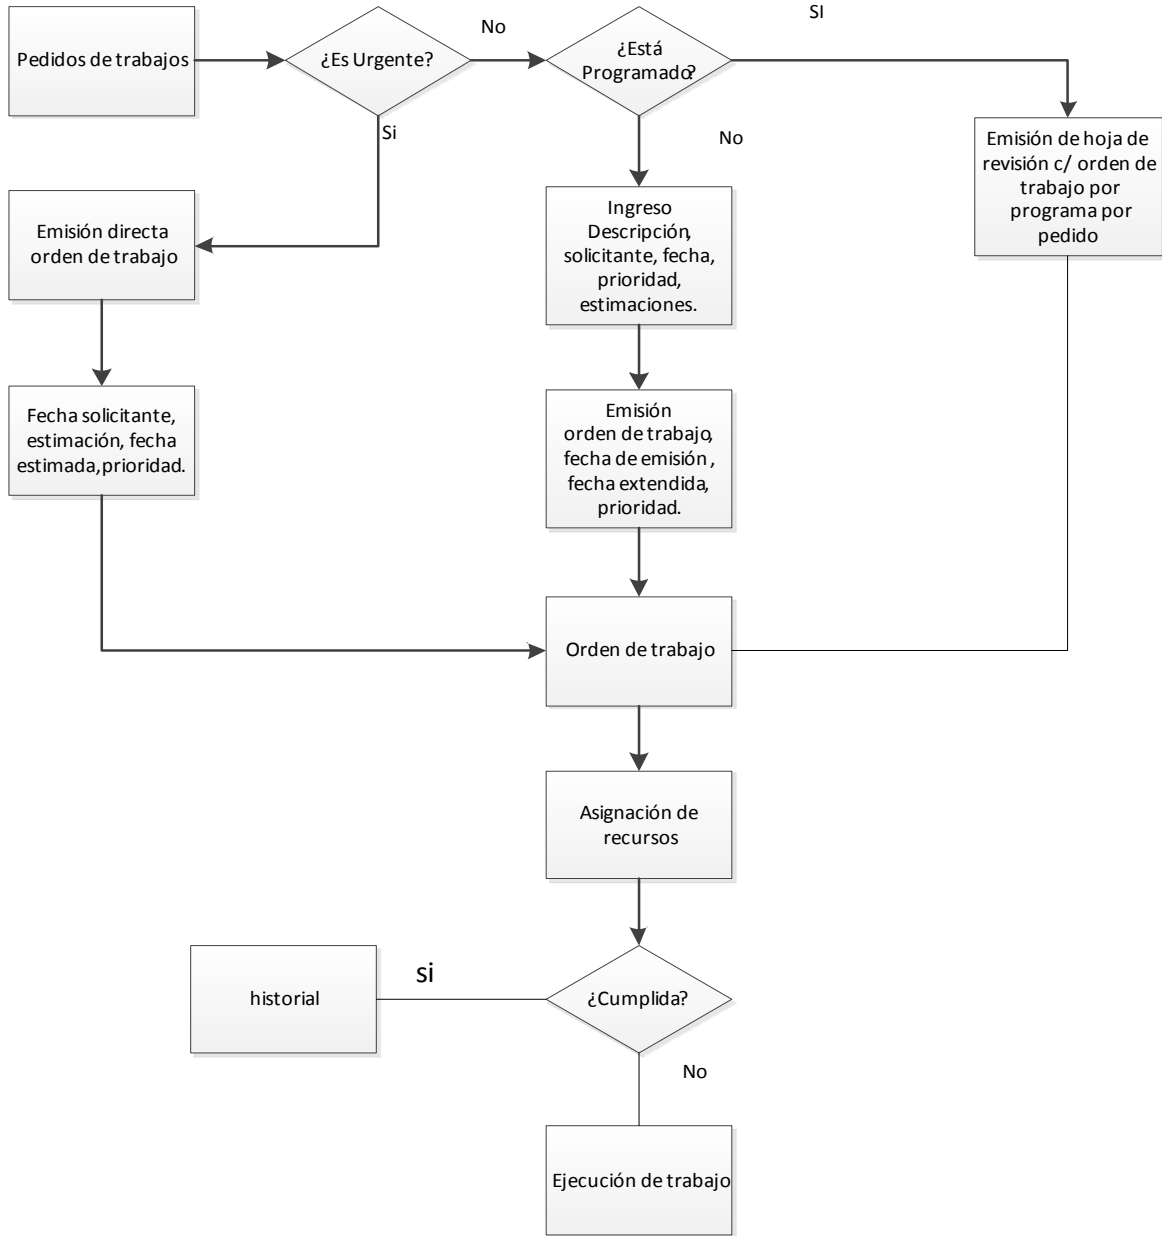 SI
No
¿Está
Programado?
Pedidos de trabajos
¿Es Urgente?
Si
No
Emisión de hoja de
revisión c/ orden de
trabajo por
programa por
pedido
Emisión directa
orden de trabajo
Ingreso
Descripción,
solicitante, fecha,
prioridad,
estimaciones.
Fecha solicitante,
estimación, fecha
estimada,prioridad.
Emisión
orden de trabajo,
fecha de emisión ,
fecha extendida,
prioridad.
Orden de trabajo
Asignación de
recursos
historial
si
¿Cumplida?
No
Ejecución de trabajo